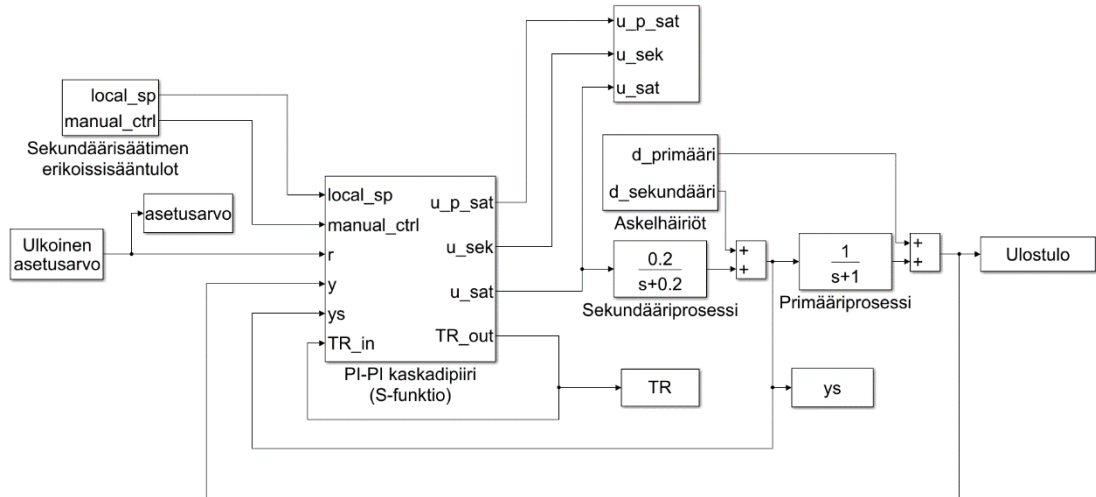 u_p_sat
u_sek
u_sat
local_sp
manual_ctrl
Sekundäärisäätimen
erikoissisääntulot
d_primääri
d_sekundääri
Askelhäiriöt
asetusarvo
Ulkoinen
asetusarvo
local_sp
manual_ctrl
r
y
ys
TR_in
u_p_sat
u_sek
u_sat
TR_out
PI-PI kaskadipiiri
(S-funktio)
0.2
s+0.2
Sekundääriprosessi
+
+
1
s+1
Primääriprosessi
+
+
Ulostulo
TR
ys